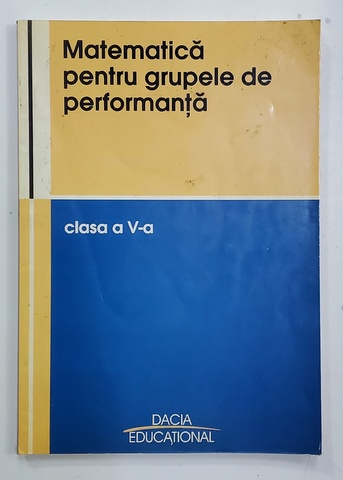 Matematică
pentru grupele de
performanță
clasa a V-a
DACIA
EDUCAȚIONAL